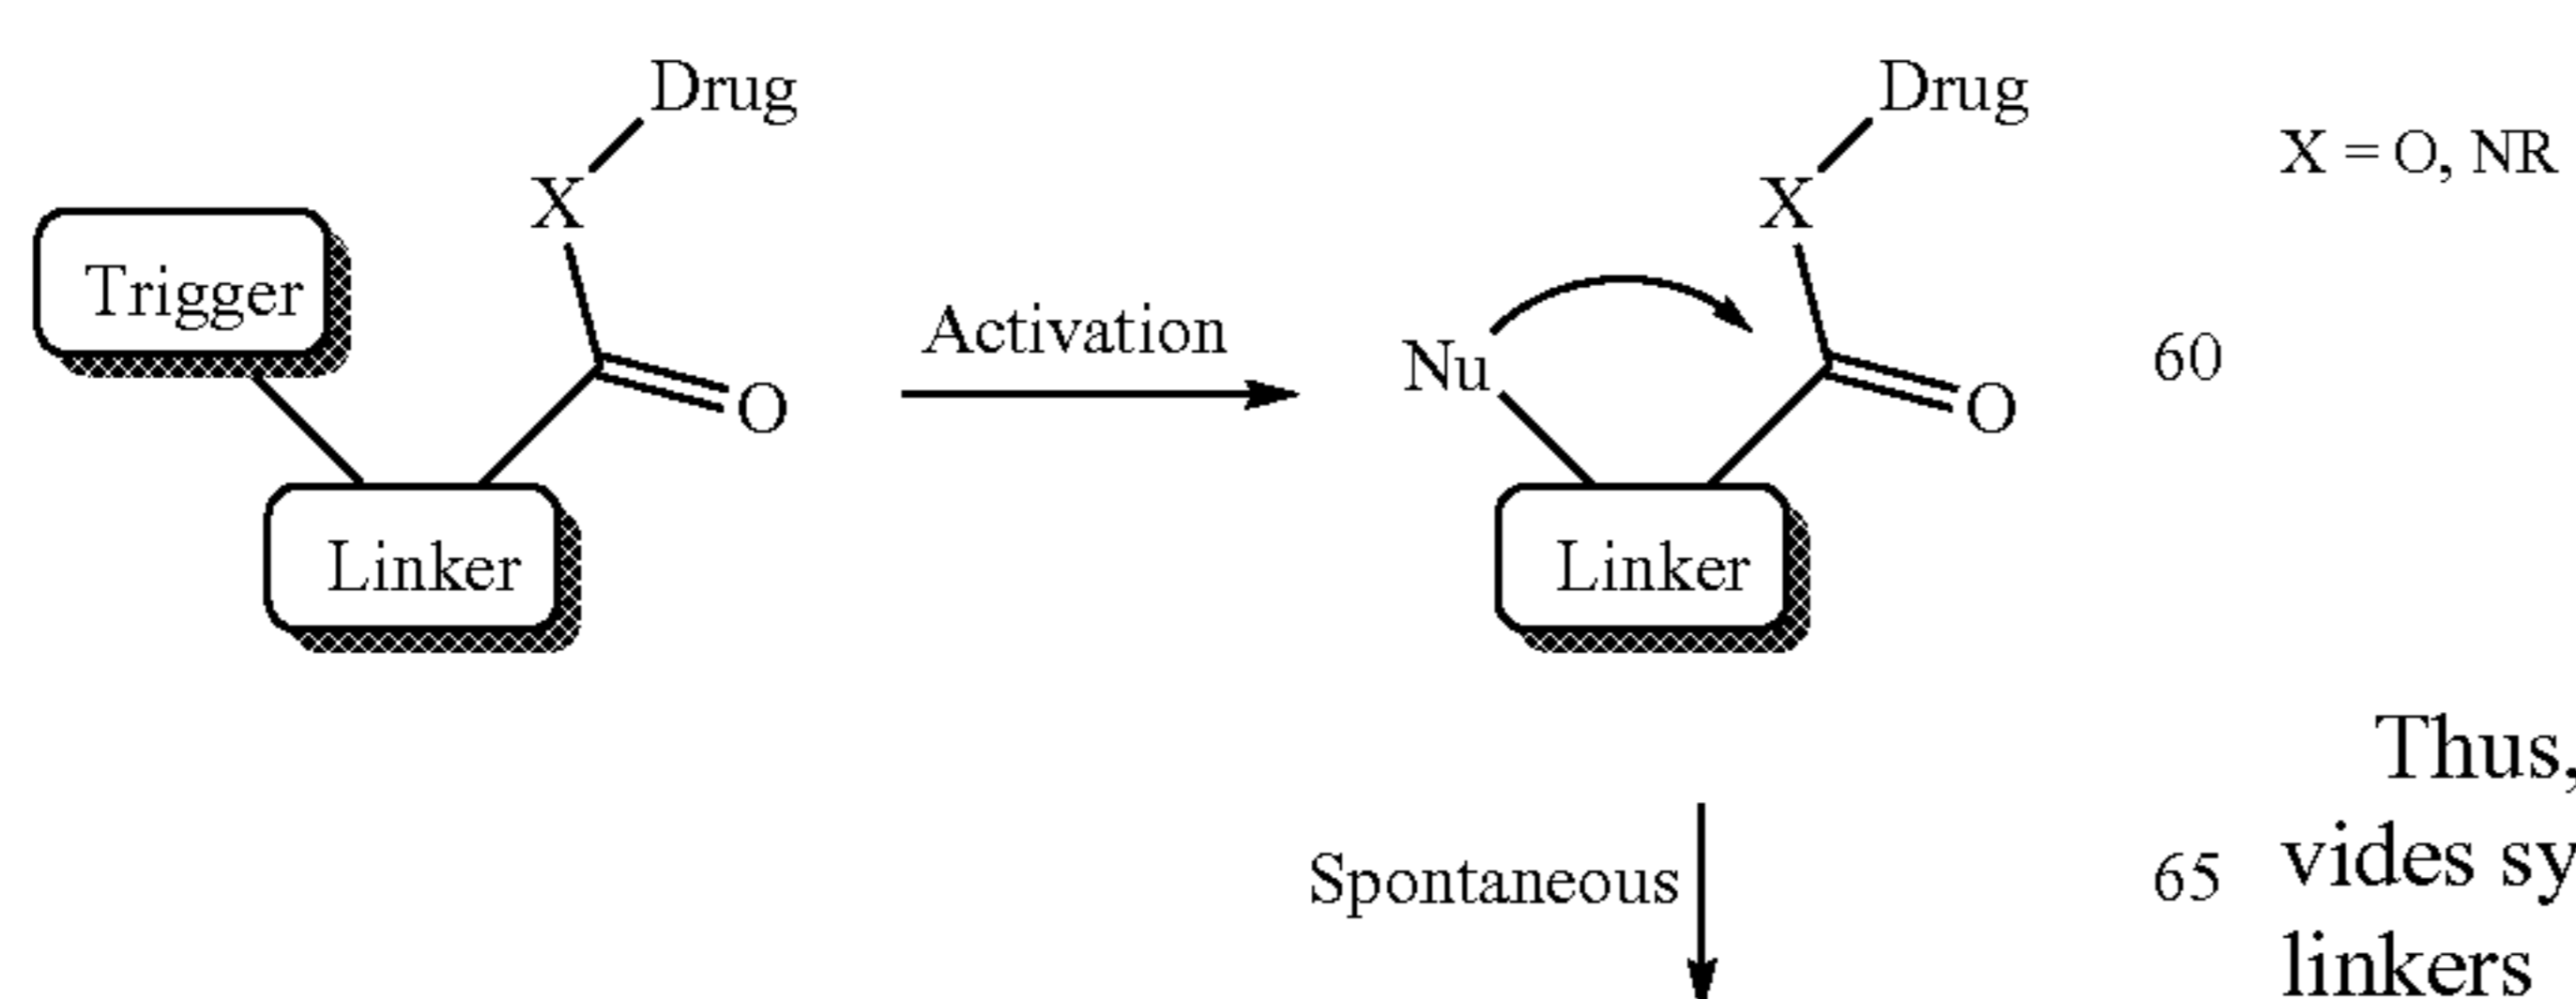 Drug
Drug
X = O, NR
X
X
Trigger
Activation
Nu
60
O
O
Linker
Linker
Thus,
Spontaneous
65
vides sy
linkers